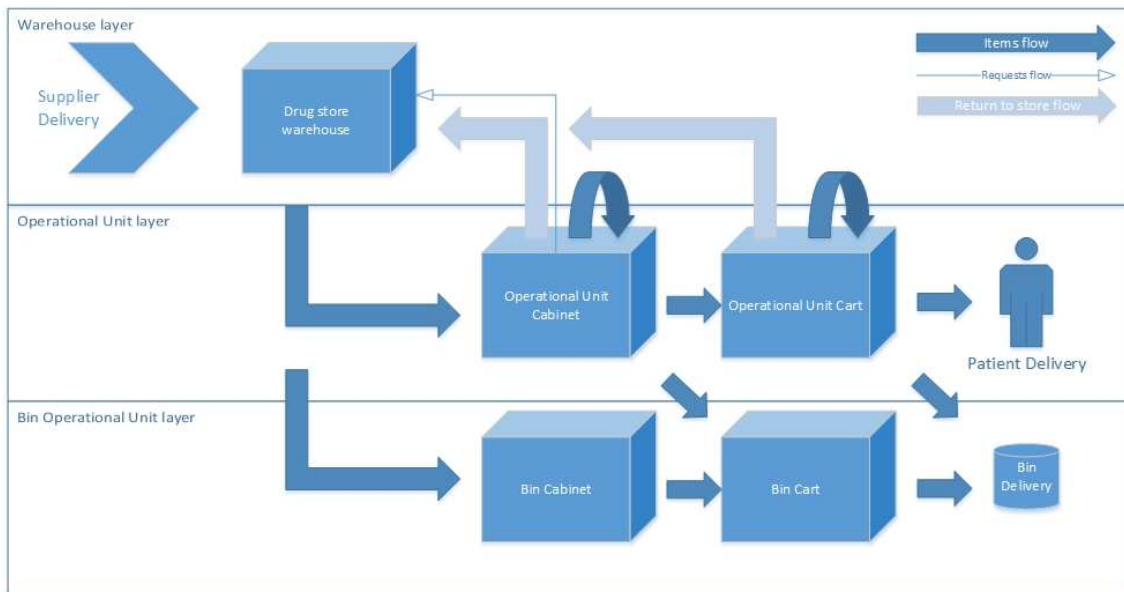 Warehouse layer
Items flow
Requests flow
Return to store flow
Supplier
Delivery
Drug store
warehouse
Operational Unit layer
Operational Unit
Cabinet
Operational Unit Cart
Patient Delivery
Bin Operational Unit layer
Bin Cabinet
Bin Cart
Bin
Delivery